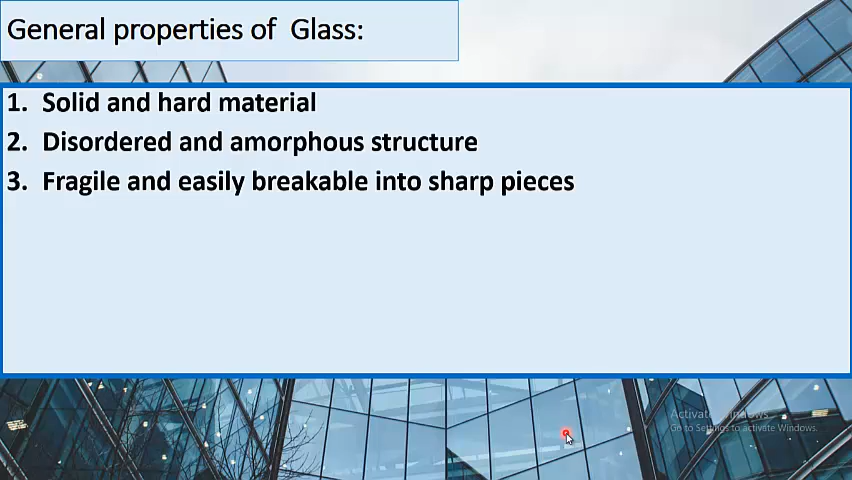 General properties of  Glass:
1. Solid and hard material
2. Disordered and amorphous structure
3. Fragile and easily breakable into sharp pieces
Activate Windows
Go to Settings to activate Windows.